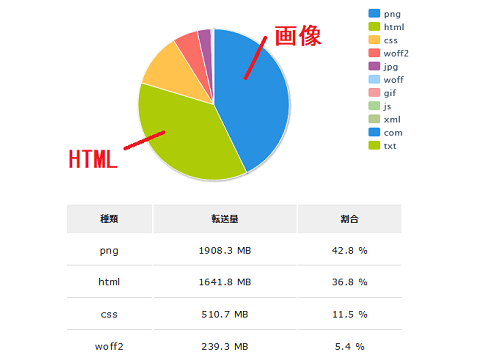 png
html
css
woff2
jpg
woff
gif
js
xml
com
txt
画像
HTML
種類 転送量 割合
png 1908.3 MB 42.8 %
html 1641.8 MB 36.8 %
css 510.7 MB 11.5 %
woff2 239.3 MB 5.4 %